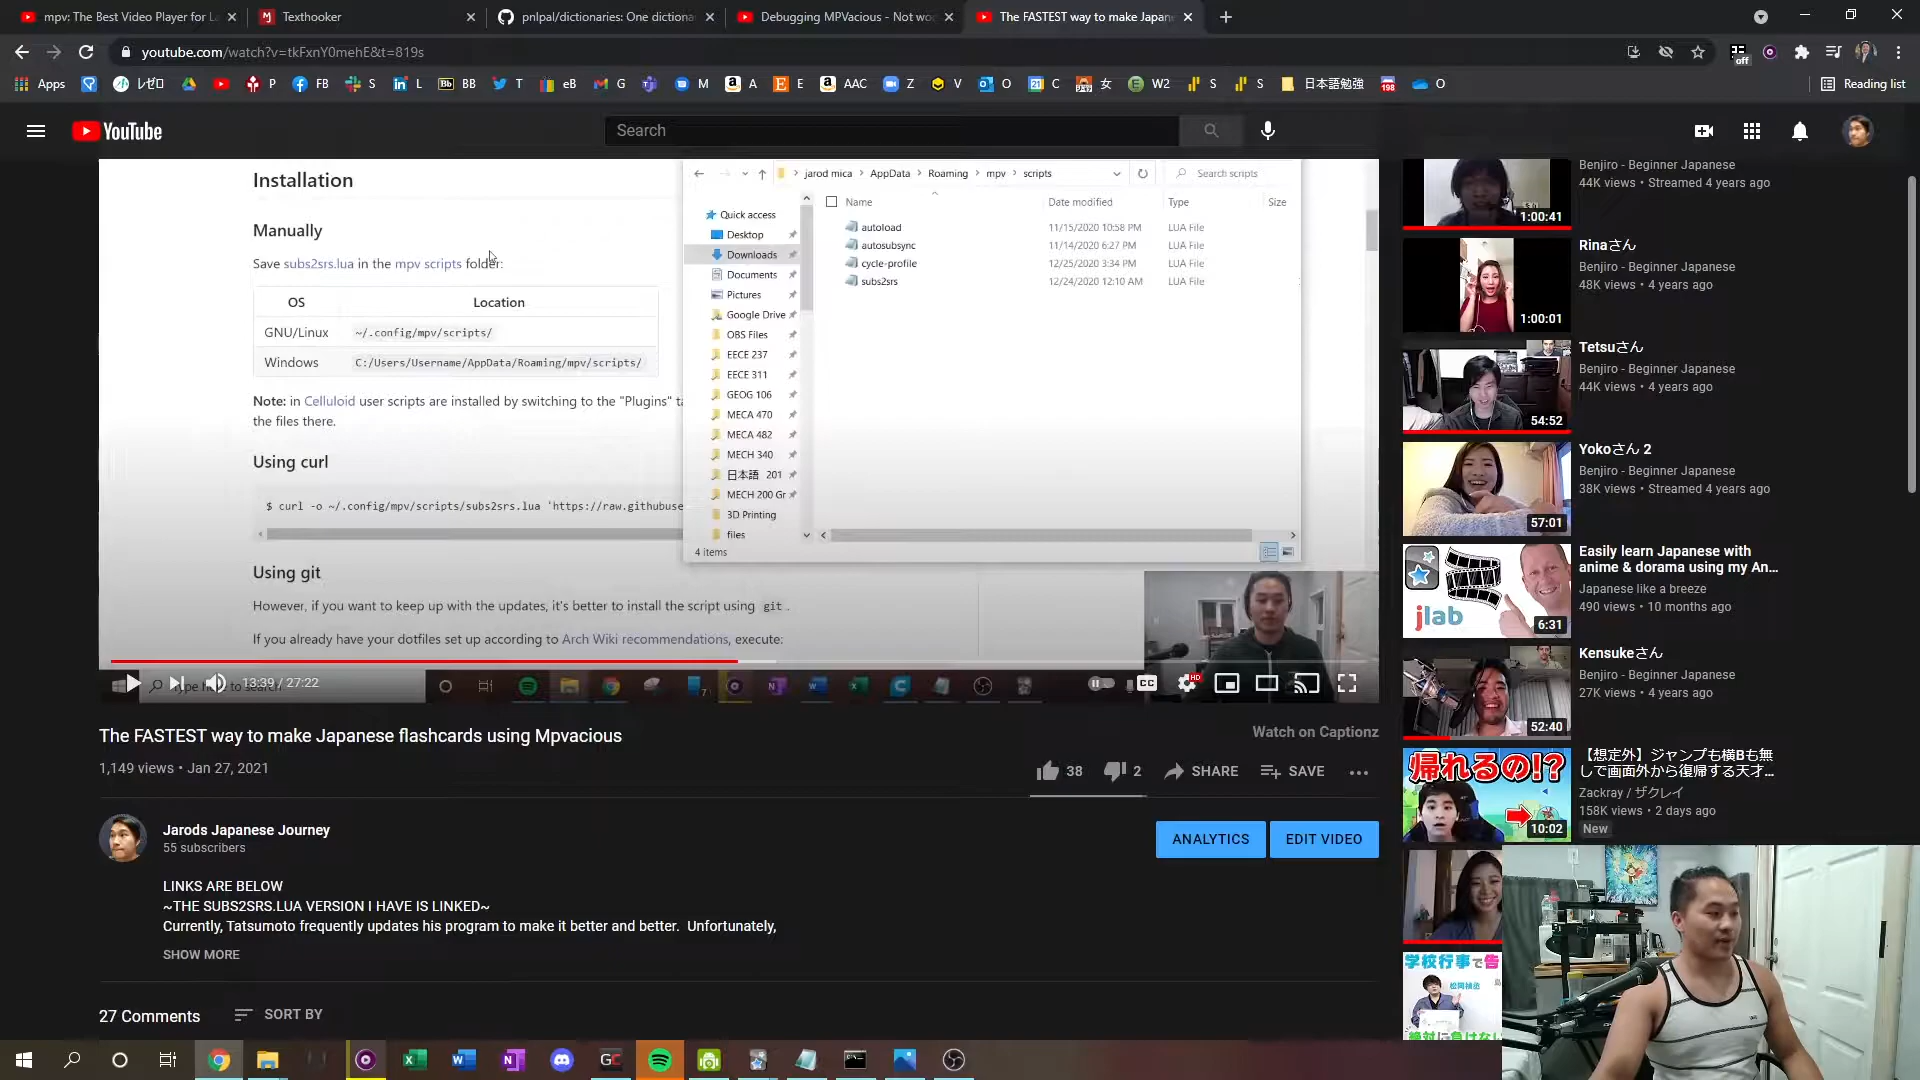 mpv: The Best Video Player for La
Texthooker
pnlpal/dictionaries: One dictiona
Debugging MPVacious - Not wo
The FASTEST way to make Japan
youtube.com/watch?v=tkFxnY0mehE&t=819s
off
Apps
レゼロ
P
FB
S
L
BB
T
eB
G
M
A
E
AAC
Z
V
O
C
女
W2
S
S
日本語勉強
198
O
Reading list
YouTube
Search
Installation
Manually
Save subs2srs.lua in the mpv scripts folder:
OS Location
GNU/Linux ~/.config/mpv/scripts/
Windows C:/Users/Username/AppData/Roaming/mpv/scripts/
Note: in Celluloid user scripts are installed by switching to the "Plugins" ta
the files there.
Using curl
$ curl -o ~/.config/mpv/scripts/subs2srs.lua 'https://raw.githubuse
Using git
However, if you want to keep up with the updates, it's better to install the script using git.
If you already have your dotfiles set up according to Arch Wiki recommendations, execute:
jarod mica > AppData > Roaming > mpv > scripts
Search scripts
Name Date modified Type Size
autoload 11/15/2020 10:58 PM LUA File
autosubsync 11/14/2020 6:27 PM LUA File
cycle-profile 12/25/2020 3:34 PM LUA File
subs2srs 12/24/2020 12:10 AM LUA File
Quick access
Desktop
Downloads
Documents
Pictures
Google Drive
OBS Files
EECE 237
EECE 311
GEOG 106
MECA 470
MECA 482
MECH 340
日本語 201
MECH 200 Gr
3D Printing
files
4 items
13:39 / 27:22
CC
HD
The FASTEST way to make Japanese flashcards using Mpvacious
Watch on Captionz
1,149 views • Jan 27, 2021
38
2
SHARE
SAVE
Jarods Japanese Journey
55 subscribers
ANALYTICS
EDIT VIDEO
LINKS ARE BELOW
~THE SUBS2SRS.LUA VERSION I HAVE IS LINKED~
Currently, Tatsumoto frequently updates his program to make it better and better. Unfortunately,
SHOW MORE
27 Comments
SORT BY
Benjiro - Beginner Japanese
44K views • Streamed 4 years ago
1:00:41
Rinaさん
Benjiro - Beginner Japanese
48K views • 4 years ago
1:00:01
Tetsuさん
Benjiro - Beginner Japanese
44K views • 4 years ago
54:52
Yokoさん 2
Benjiro - Beginner Japanese
38K views • Streamed 4 years ago
57:01
Easily learn Japanese with
anime & dorama using my An...
Japanese like a breeze
490 views • 10 months ago
jlab
6:31
Kensukeさん
Benjiro - Beginner Japanese
27K views • 4 years ago
52:40
【想定外】ジャンプも横Bも無
しで画面外から復帰する天才...
Zackray / ザクレイ
158K views • 2 days ago
New
帰れるの!?
10:02
学校行事で告
絶対に負けない